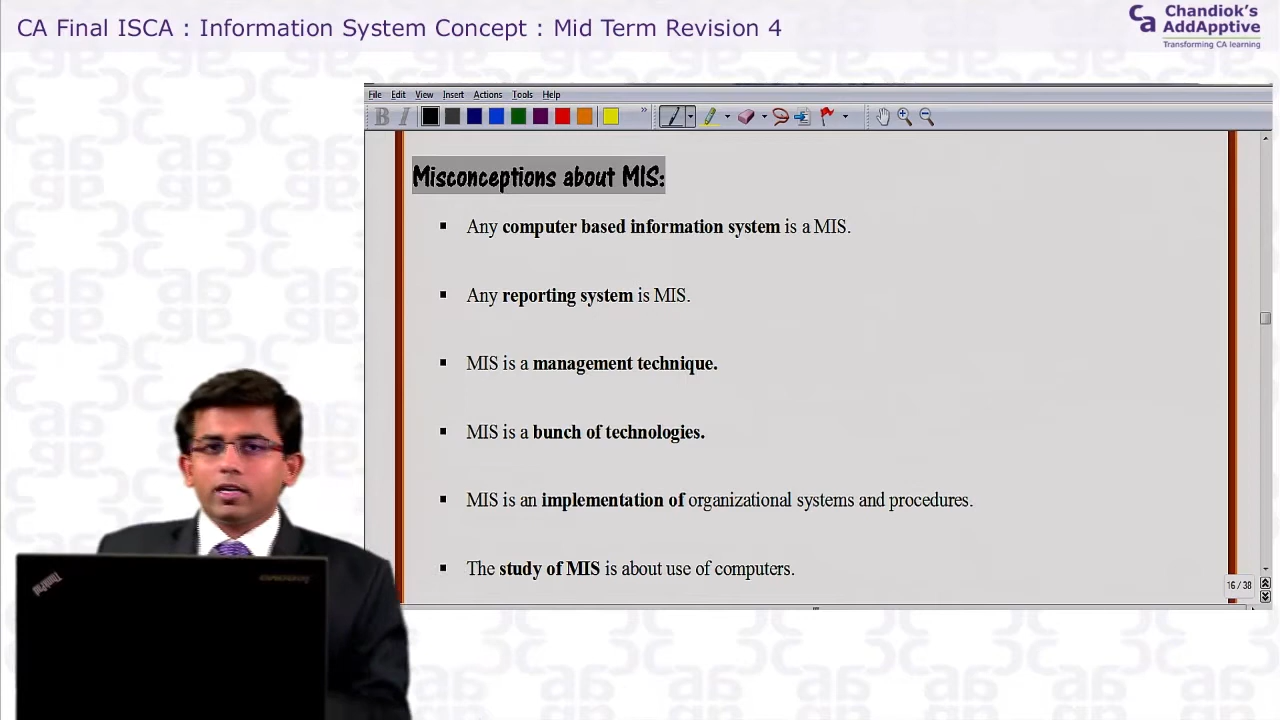 CA Final ISCA : Information System Concept : Mid Term Revision 4
Chandiok's
AddApptive
Transforming CA learning
File Edit View Insert Actions Tools Help
Misconceptions about MIS:
Any computer based information system is a MIS.
Any reporting system is MIS.
MIS is a management technique.
MIS is a bunch of technologies.
MIS is an implementation of organizational systems and procedures.
The study of MIS is about use of computers.
16 / 38
ThinkPad